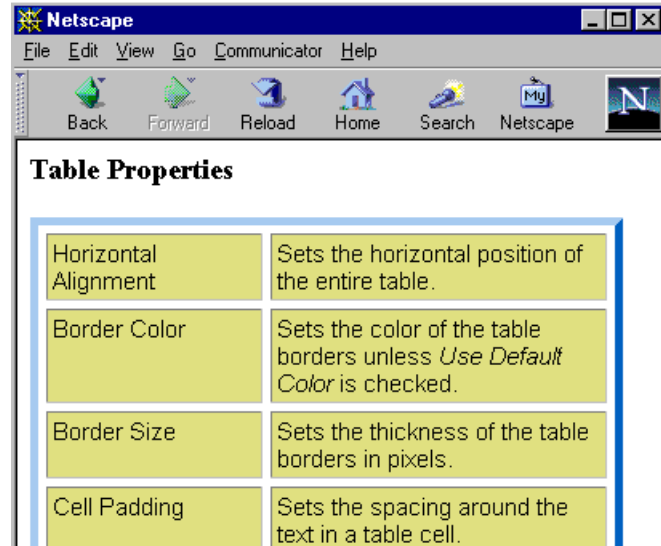 Netscape
File Edit View Go Communicator Help
Back Forward Reload Home Search My Netscape N
Table Properties
Horizontal Alignment
Sets the horizontal position of
the entire table.
Border Color
Sets the color of the table
borders unless Use Default
Color is checked.
Border Size
Sets the thickness of the table
borders in pixels.
Cell Padding
Sets the spacing around the
text in a table cell.